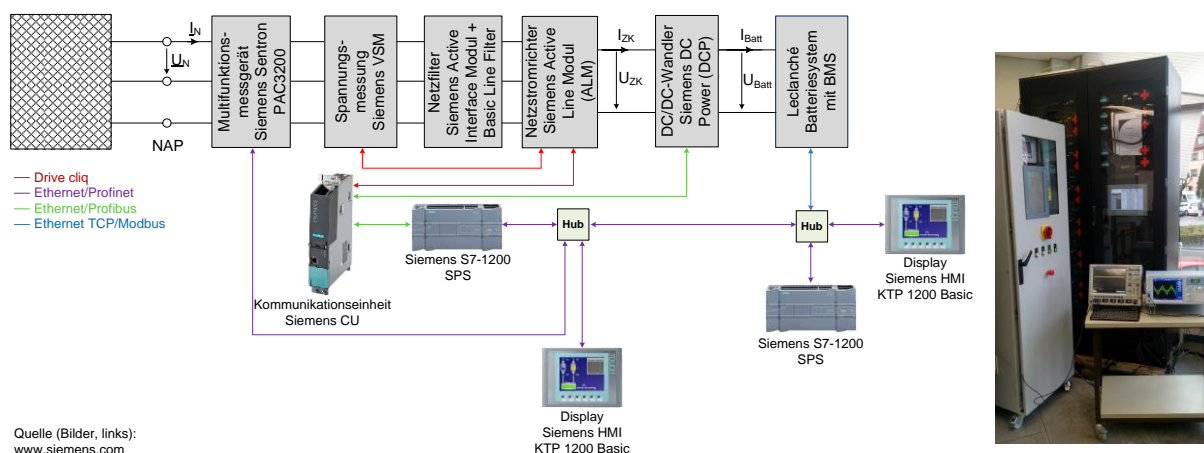 I_N
U_N
NAP
Multifunktions-
messgerät
Siemens Sentron
PAC3200
Spannungs-
messung
Siemens VSM
Netzfilter
Siemens Active
Interface Modul +
Basic Line Filter
Netzstromrichter
Siemens Active
Line Modul
(ALM)
I_ZK
U_ZK
DC/DC-Wandler
Siemens DC
Power (DCP)
I_Batt
U_Batt
Leclanché
Batteriesystem
mit BMS
Drive cliq
Ethernet/Profinet
Ethernet/Profibus
Ethernet TCP/Modbus
Kommunikationseinheit
Siemens CU
Siemens S7-1200
SPS
Hub
Hub
Display
Siemens HMI
KTP 1200 Basic
Siemens S7-1200
SPS
Display
Siemens HMI
KTP 1200 Basic
Quelle (Bilder, links):
www.siemens.com